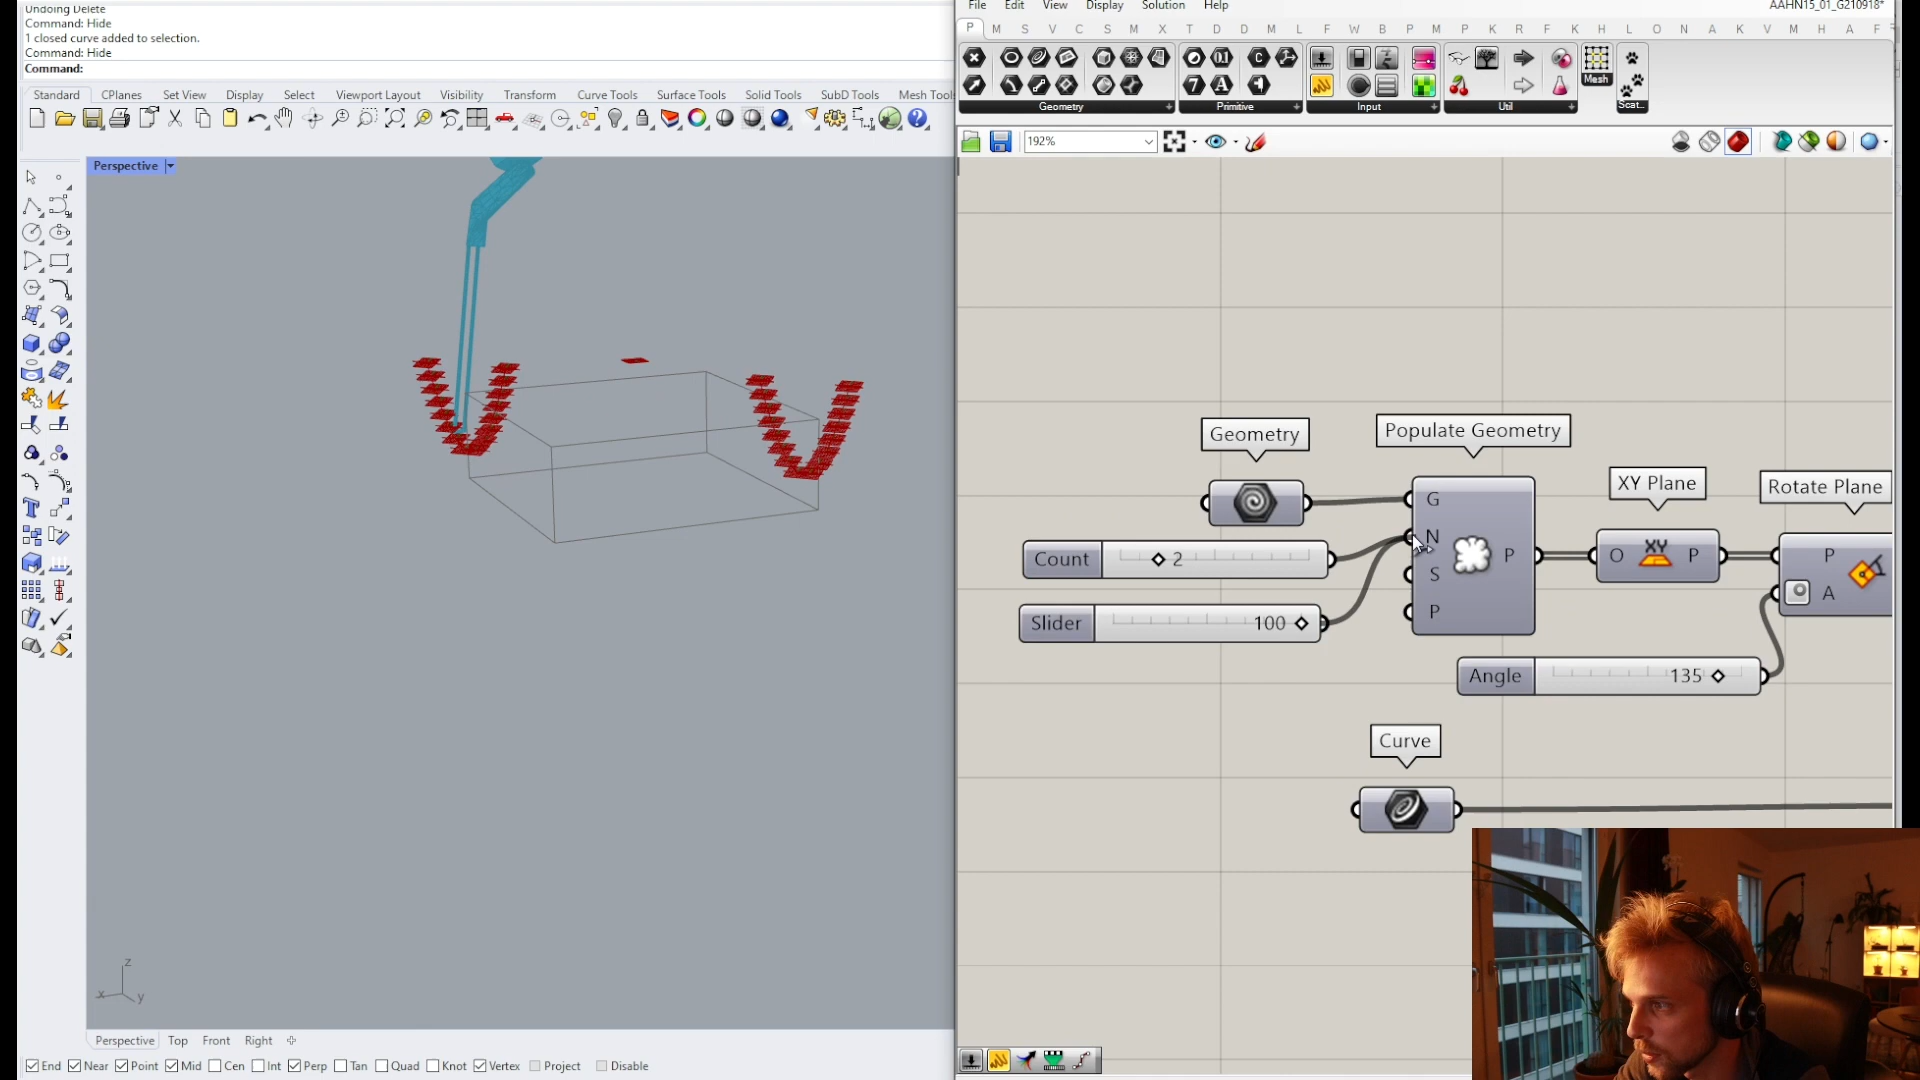 Undoing Delete
Command: Hide
1 closed curve added to selection.
Command: Hide
Command:
Standard CPlanes Set View Display Select Viewport Layout Visibility Transform Curve Tools Surface Tools Solid Tools SubD Tools Mesh Tool
Perspective
z
x y
Perspective Top Front Right
End Near Point Mid Cen Int Perp Tan Quad Knot Vertex Project Disable
File Edit View Display Solution Help
AAHN15_01_G210918*
P M S V C S M X T D D M L F W B P M P K R F K H L O N A K V M H A F
Geometry Primitive Input Util
Mesh
Scat..
192%
Geometry
Populate Geometry
XY Plane
Rotate Plane
G
N
S
P
P
Count 2
Slider 100
O XY P
P
A
Angle 135
Curve